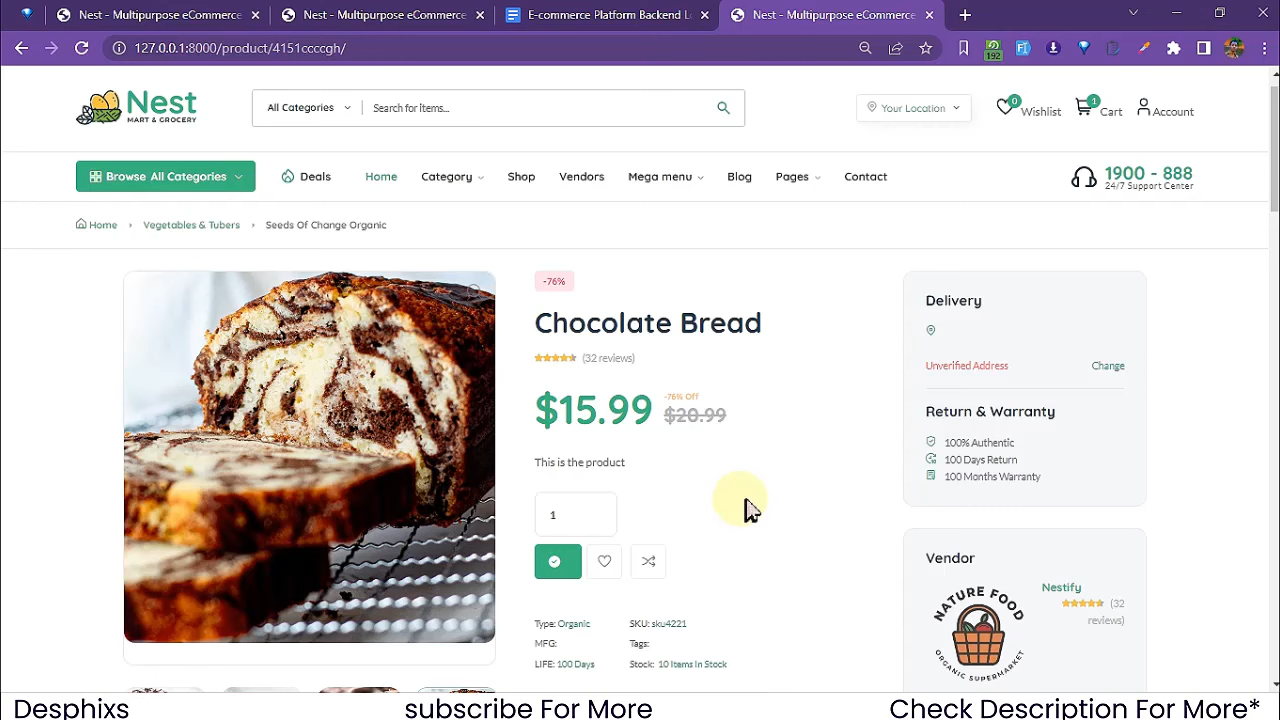 Nest - Multipurpose eCommerce
Nest - Multipurpose eCommerce
E-commerce Platform Backend L
Nest - Multipurpose eCommerce
127.0.0.1:8000/product/4151ccccgh/
192
Nest
MART & GROCERY
All Categories
Search for items...
Your Location
0
Wishlist
1
Cart
Account
Browse All Categories
Deals
Home
Category
Shop
Vendors
Mega menu
Blog
Pages
Contact
1900 - 888
24/7 Support Center
Home
Vegetables & Tubers
Seeds Of Change Organic
-76%
Chocolate Bread
(32 reviews)
$15.99
-76% Off
$20.99
This is the product
1
Type: Organic
MFG:
LIFE: 100 Days
SKU: sku4221
Tags:
Stock: 10 Items In Stock
Delivery
Unverified Address
Change
Return & Warranty
100% Authentic
100 Days Return
100 Months Warranty
Vendor
NATURE FOOD
ORGANIC SUPERMARKET
Nestify
(32
reviews)
Desphixs
subscribe For More
Check Description For More*